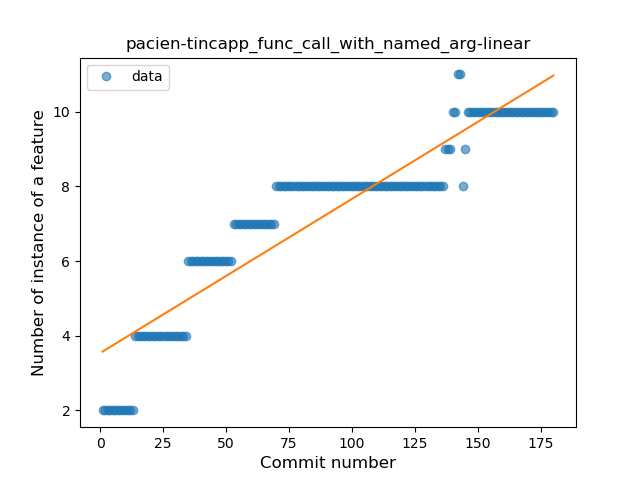 pacien-tincapp_func_call_with_named_arg-linear
data
Number of instance of a feature
10
8
6
4
2
0 25 50 75 100 125 150 175
Commit number